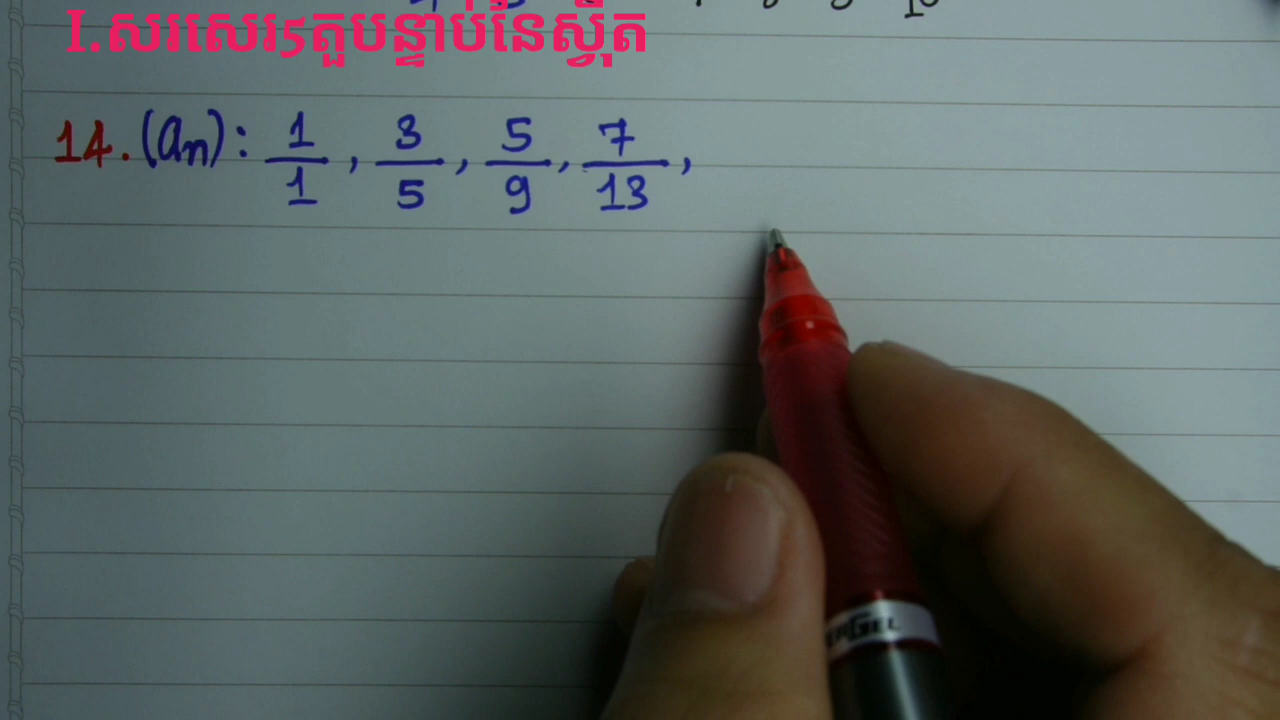 I.សរសេរ5តួបន្ទាប់នៃស្វ៊ីត
14. (an): 1/1, 3/5, 5/9, 7/13,